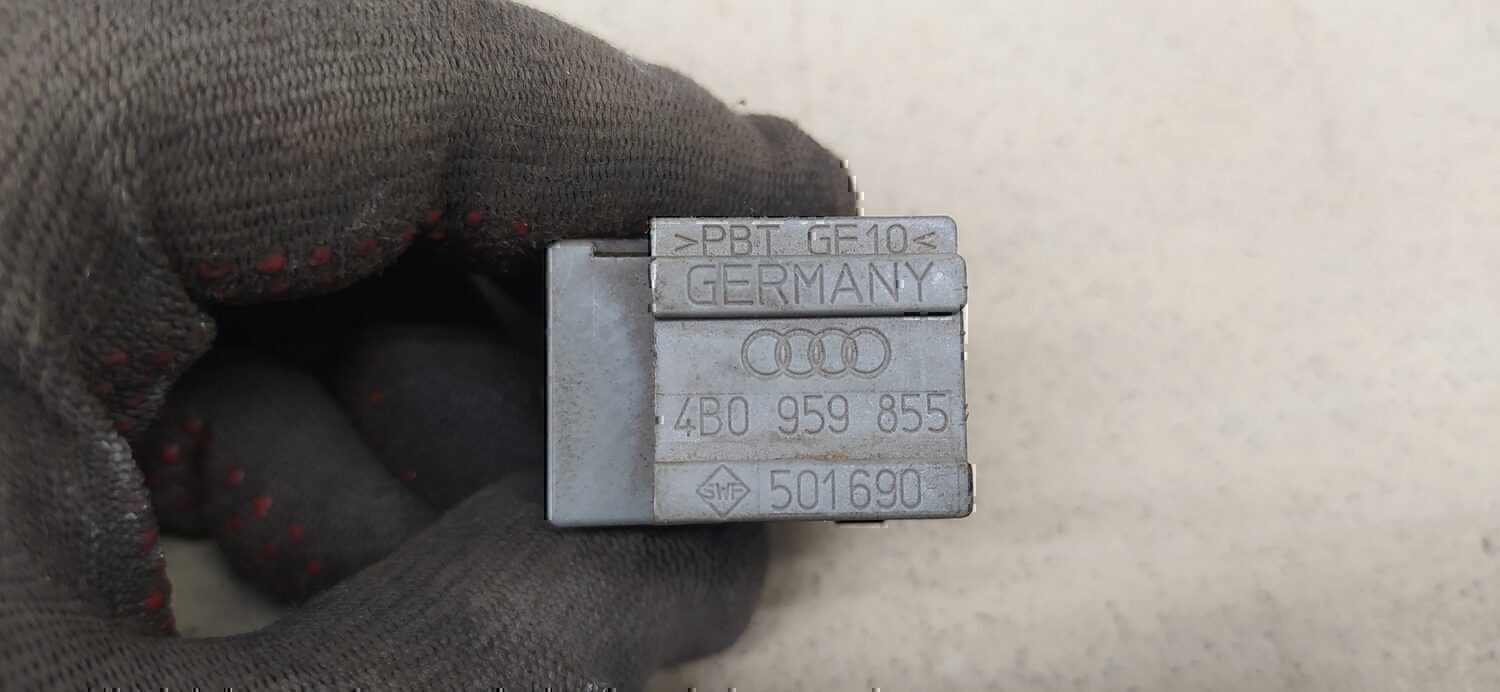 >PBT GF10<
GERMANY
4B0 959 855
SWF 501690